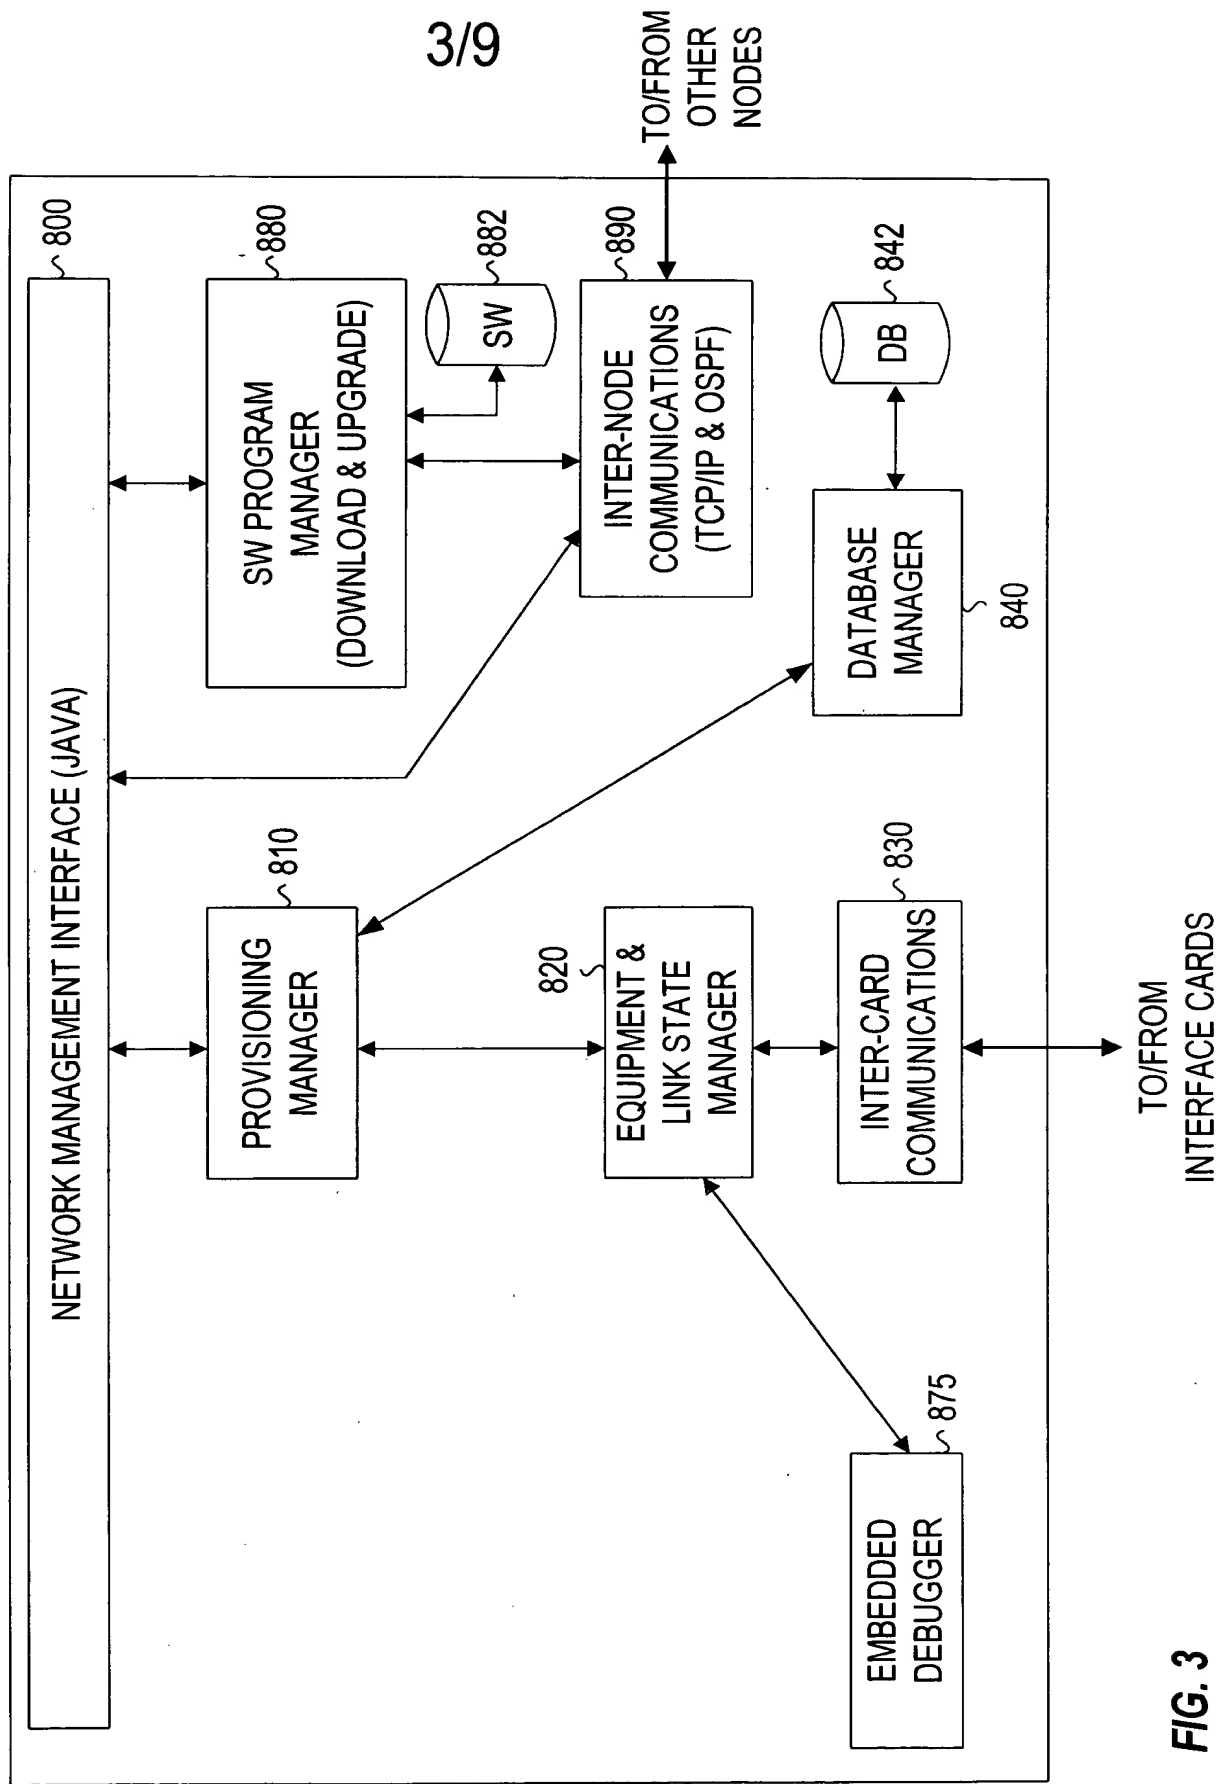 3/9
NETWORK MANAGEMENT INTERFACE (JAVA)
800
PROVISIONING
MANAGER
810
SW PROGRAM
MANAGER
(DOWNLOAD & UPGRADE)
880
SW
882
EQUIPMENT &
LINK STATE
MANAGER
820
INTER-NODE
COMMUNICATIONS
(TCP/IP & OSPF)
890
TO/FROM
OTHER
NODES
EMBEDDED
DEBUGGER
875
INTER-CARD
COMMUNICATIONS
830
DATABASE
MANAGER
840
DB
842
TO/FROM
INTERFACE CARDS
FIG. 3